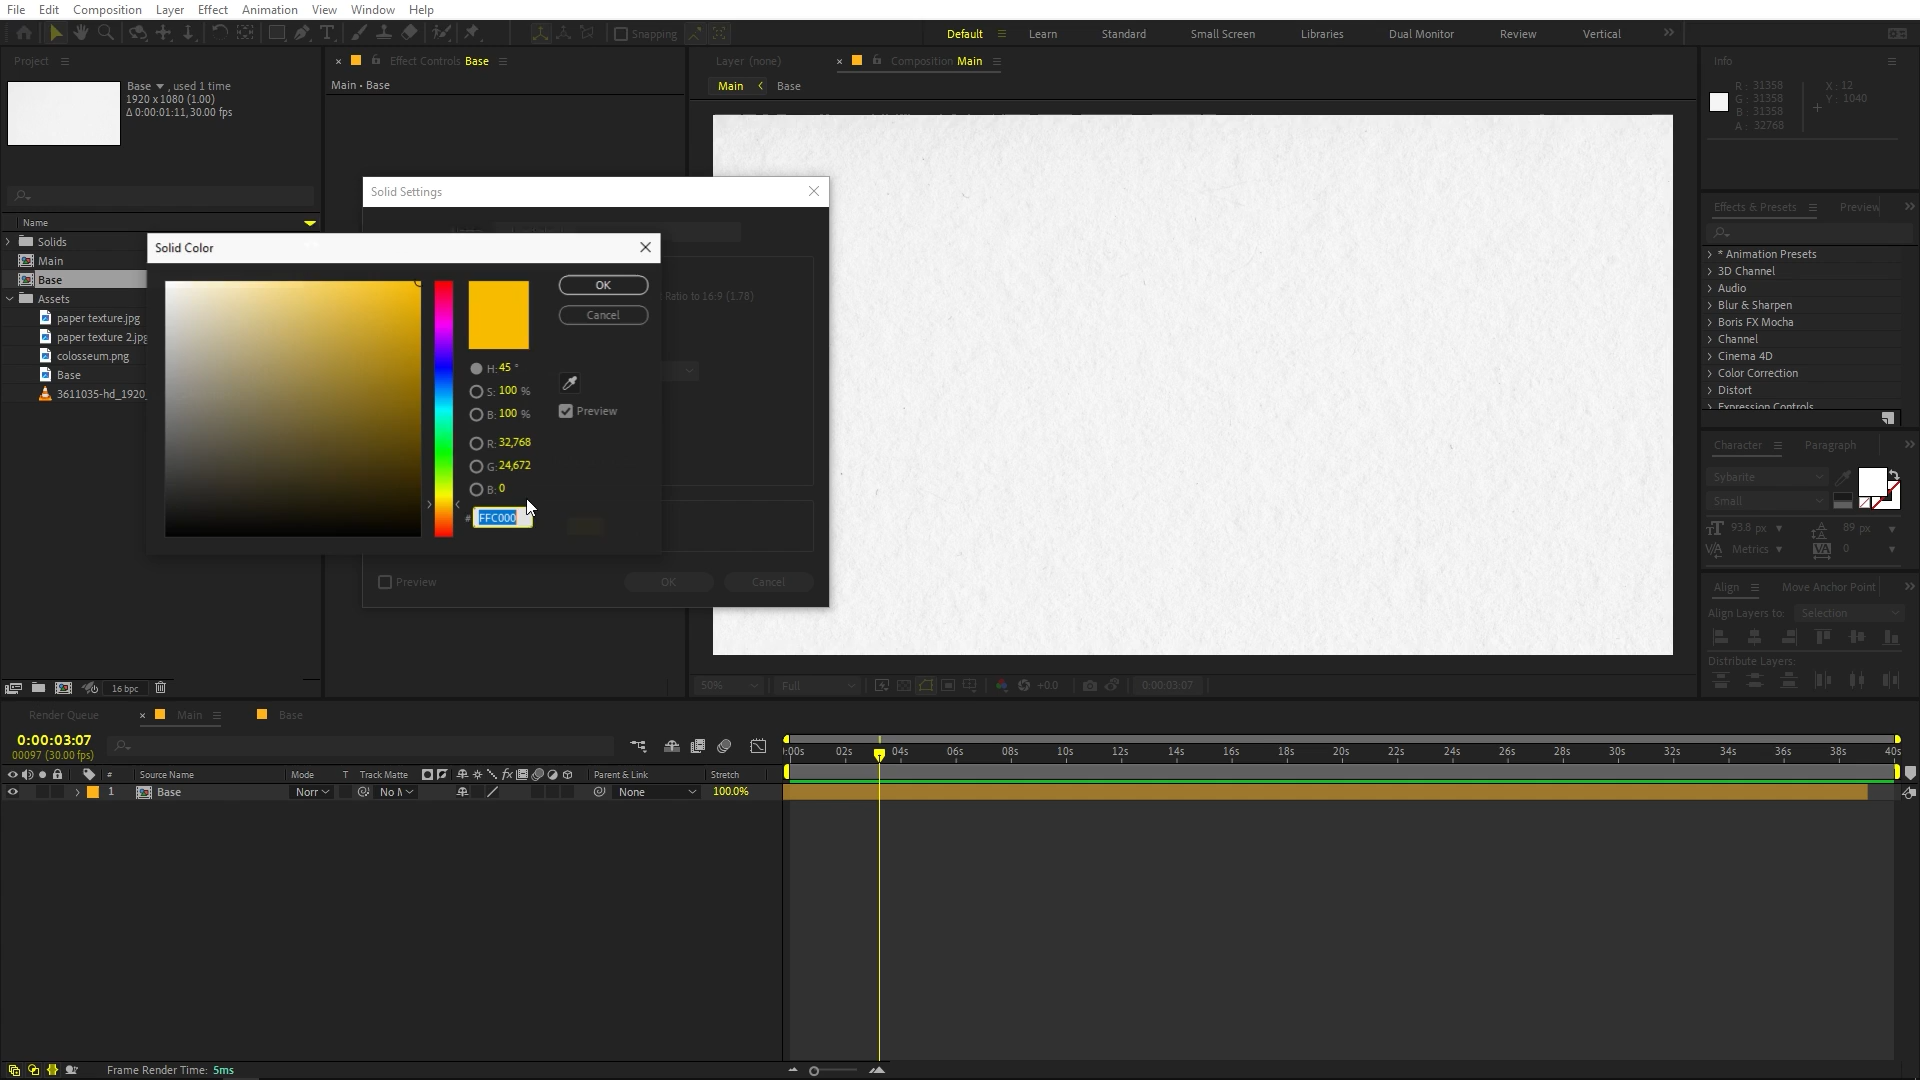 File Edit Composition Layer Effect Animation View Window Help
Snapping
Default Learn Standard Small Screen Libraries Dual Monitor Review Vertical
Project
Base , used 1 time
1920 x 1080 (1.00)
Δ 0:00:01:11, 30.00 fps
Name
Solids
Main
Base
Assets
paper texture.jpg
paper texture 2.jpg
colosseum.png
Base
3611035-hd_1920_
16 bpc
Effect Controls Base
Main • Base
Layer (none)
Composition Main
Main Base
Solid Settings
Ratio to 16:9 (1.78)
Preview
OK
Cancel
Solid Color
OK
Cancel
H: 45 °
S: 100 %
B: 100 %
Preview
R: 32,768
G: 24,672
B: 0
# FFC000
50% Full +0.0 0:00:03:07
Info
R: 31358 X: 12
G: 31358 Y: 1040
B: 31358
A: 32768
Effects & Presets Preview
* Animation Presets
3D Channel
Audio
Blur & Sharpen
Boris FX Mocha
Channel
Cinema 4D
Color Correction
Distort
Expression Controls
Character Paragraph
Sybarite
Small
93.8 px 89 px
Metrics 0
Align Move Anchor Point
Align Layers to: Selection
Distribute Layers:
Render Queue Main Base
0:00:03:07
00097 (30.00 fps)
# Source Name Mode T Track Matte fx Parent & Link Stretch
1 Base Norr No M None 100.0%
:00s 02s 04s 06s 08s 10s 12s 14s 16s 18s 20s 22s 24s 26s 28s 30s 32s 34s 36s 38s 40s
Frame Render Time: 5ms